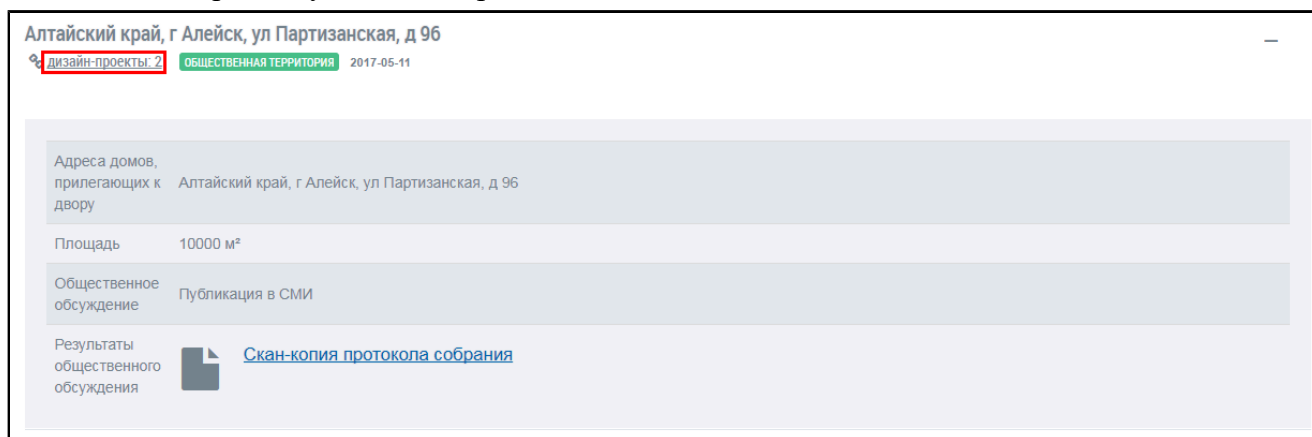 Алтайский край, г Алейск, ул Партизанская, д 96
дизайн-проекты: 2 ОБЩЕСТВЕННАЯ ТЕРРИТОРИЯ 2017-05-11
Адреса домов,
прилегающих к
двору
Алтайский край, г Алейск, ул Партизанская, д 96
Площадь 10000 м²
Общественное
обсуждение
Публикация в СМИ
Результаты
общественного
обсуждения
Скан-копия протокола собрания